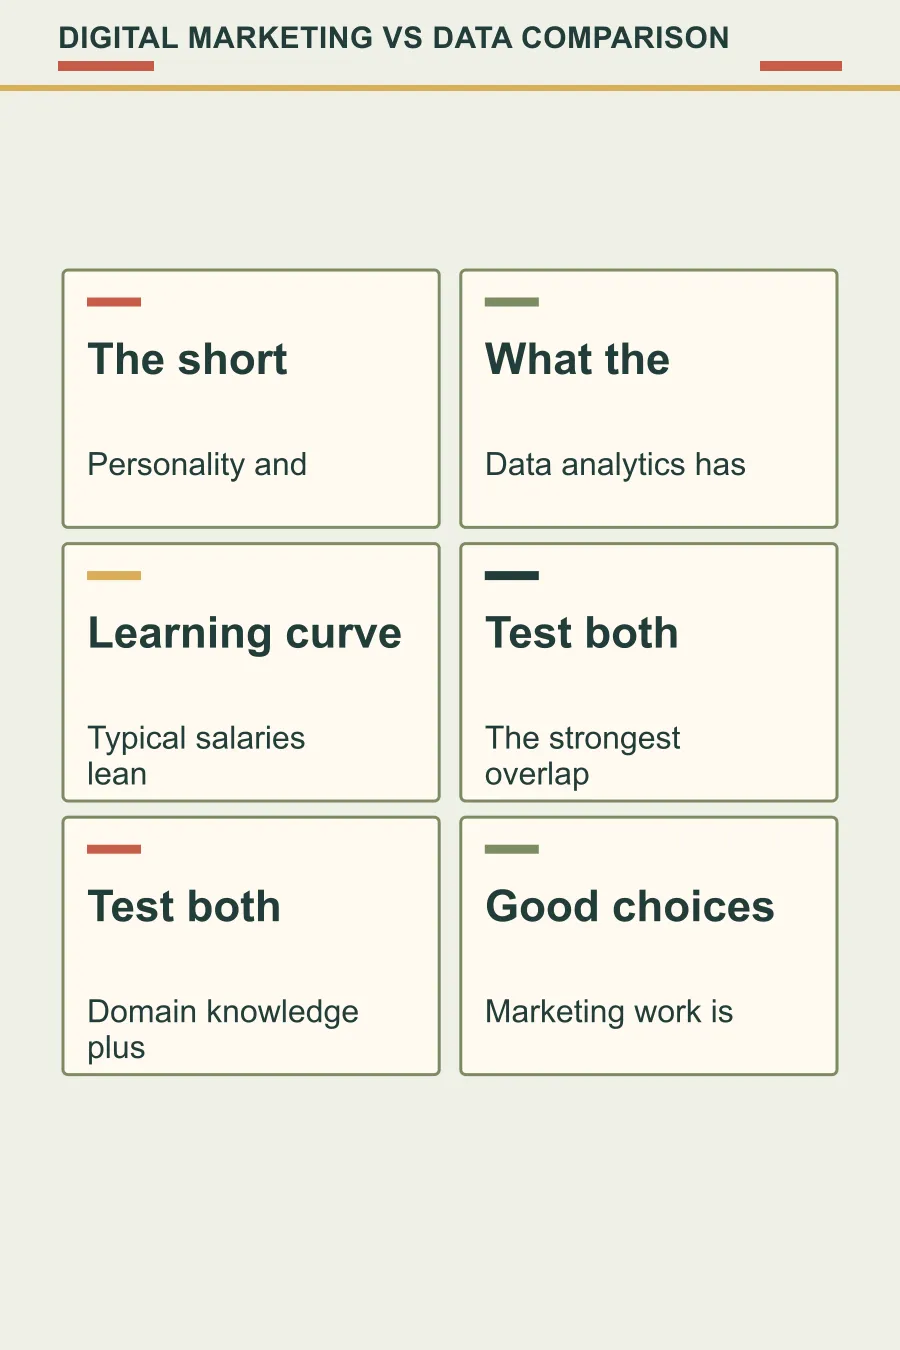 DIGITAL MARKETING VS DATA COMPARISON
The short
Personality and
What the
Data analytics has
Learning curve
Typical salaries
lean
Test both
The strongest
overlap
Test both
Domain knowledge
plus
Good choices
Marketing work is